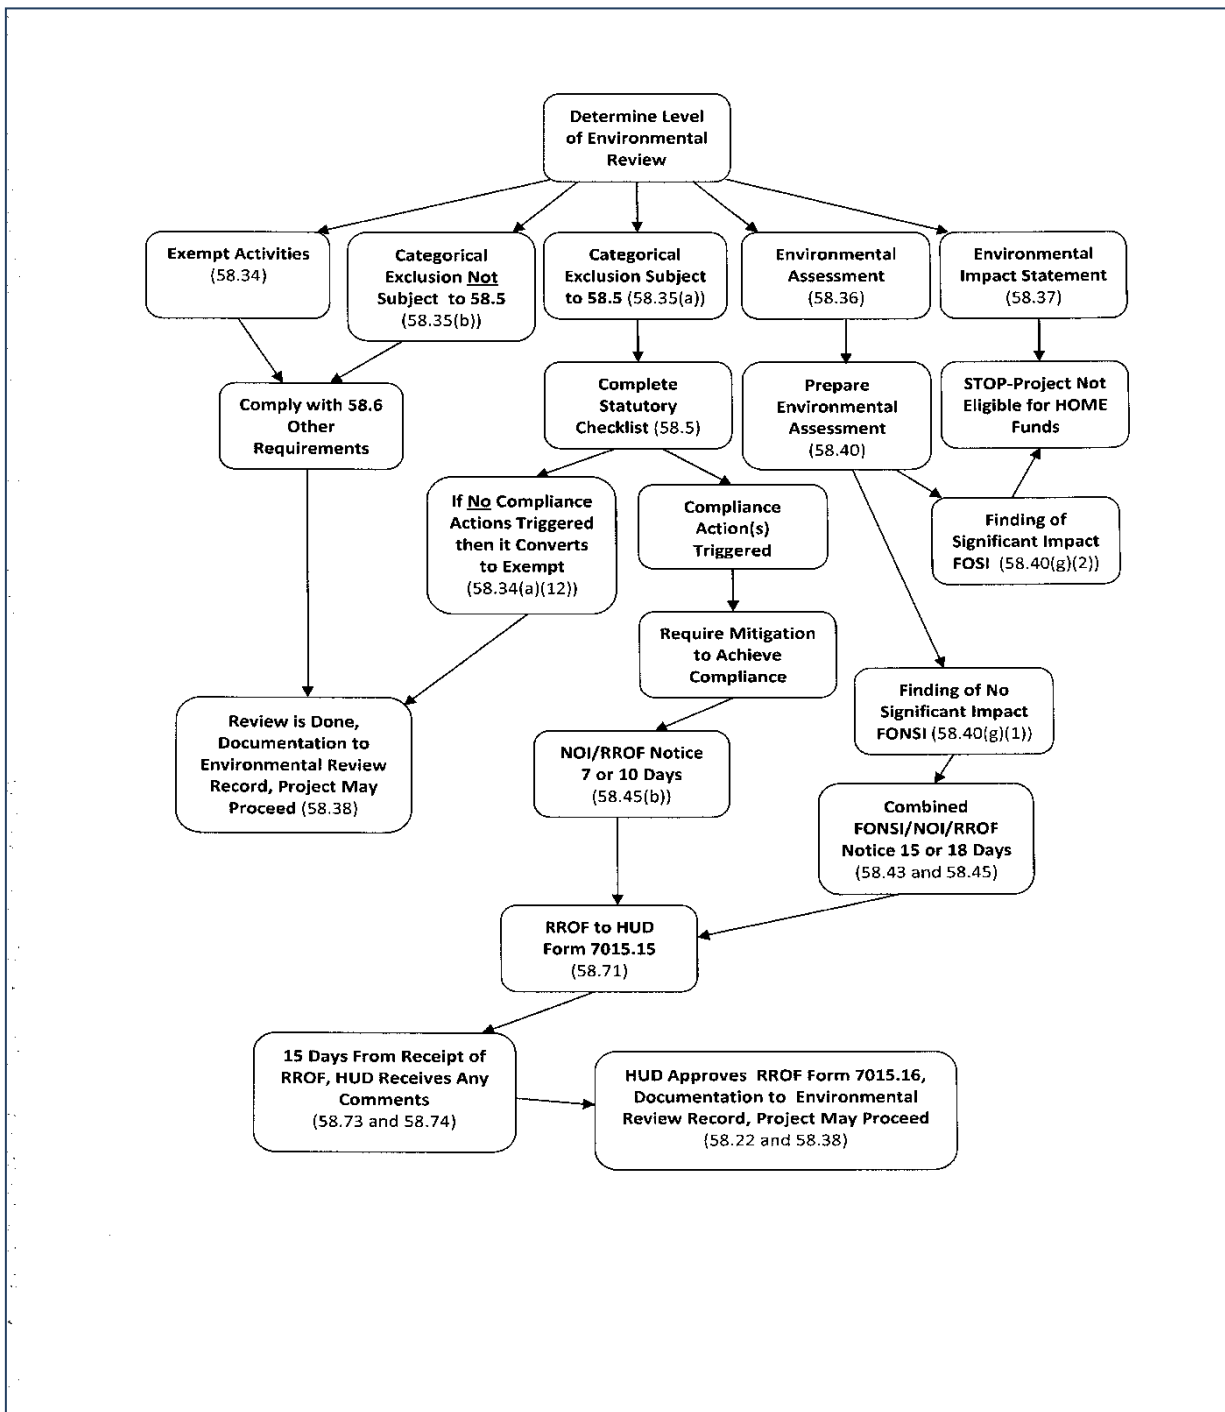 Determine Level
of Environmental
Review
Exempt Activities
(58.34)
Categorical
Exclusion Not
Subject to 58.5
(58.35(b))
Categorical
Exclusion Subject
to 58.5 (58.35(a))
Environmental
Assessment
(58.36)
Environmental
Impact Statement
(58.37)
Comply with 58.6
Other
Requirements
Complete
Statutory
Checklist (58.5)
Prepare
Environmental
Assessment
(58.40)
STOP-Project Not
Eligible for HOME
Funds
If No Compliance
Actions Triggered
then it Converts
to Exempt
(58.34(a)(12))
Compliance
Action(s)
Triggered
Finding of
Significant Impact
FOSI (58.40(g)(2))
Require Mitigation
to Achieve
Compliance
Finding of No
Significant Impact
FONSI (58.40(g)(1))
Review is Done,
Documentation to
Environmental Review
Record, Project May
Proceed (58.38)
NOI/RROF Notice
7 or 10 Days
(58.45(b))
Combined
FONSI/NOI/RROF
Notice 15 or 18 Days
(58.43 and 58.45)
RROF to HUD
Form 7015.15
(58.71)
15 Days From Receipt of
RROF, HUD Receives Any
Comments
(58.73 and 58.74)
HUD Approves RROF Form 7015.16,
Documentation to Environmental
Review Record, Project May Proceed
(58.22 and 58.38)